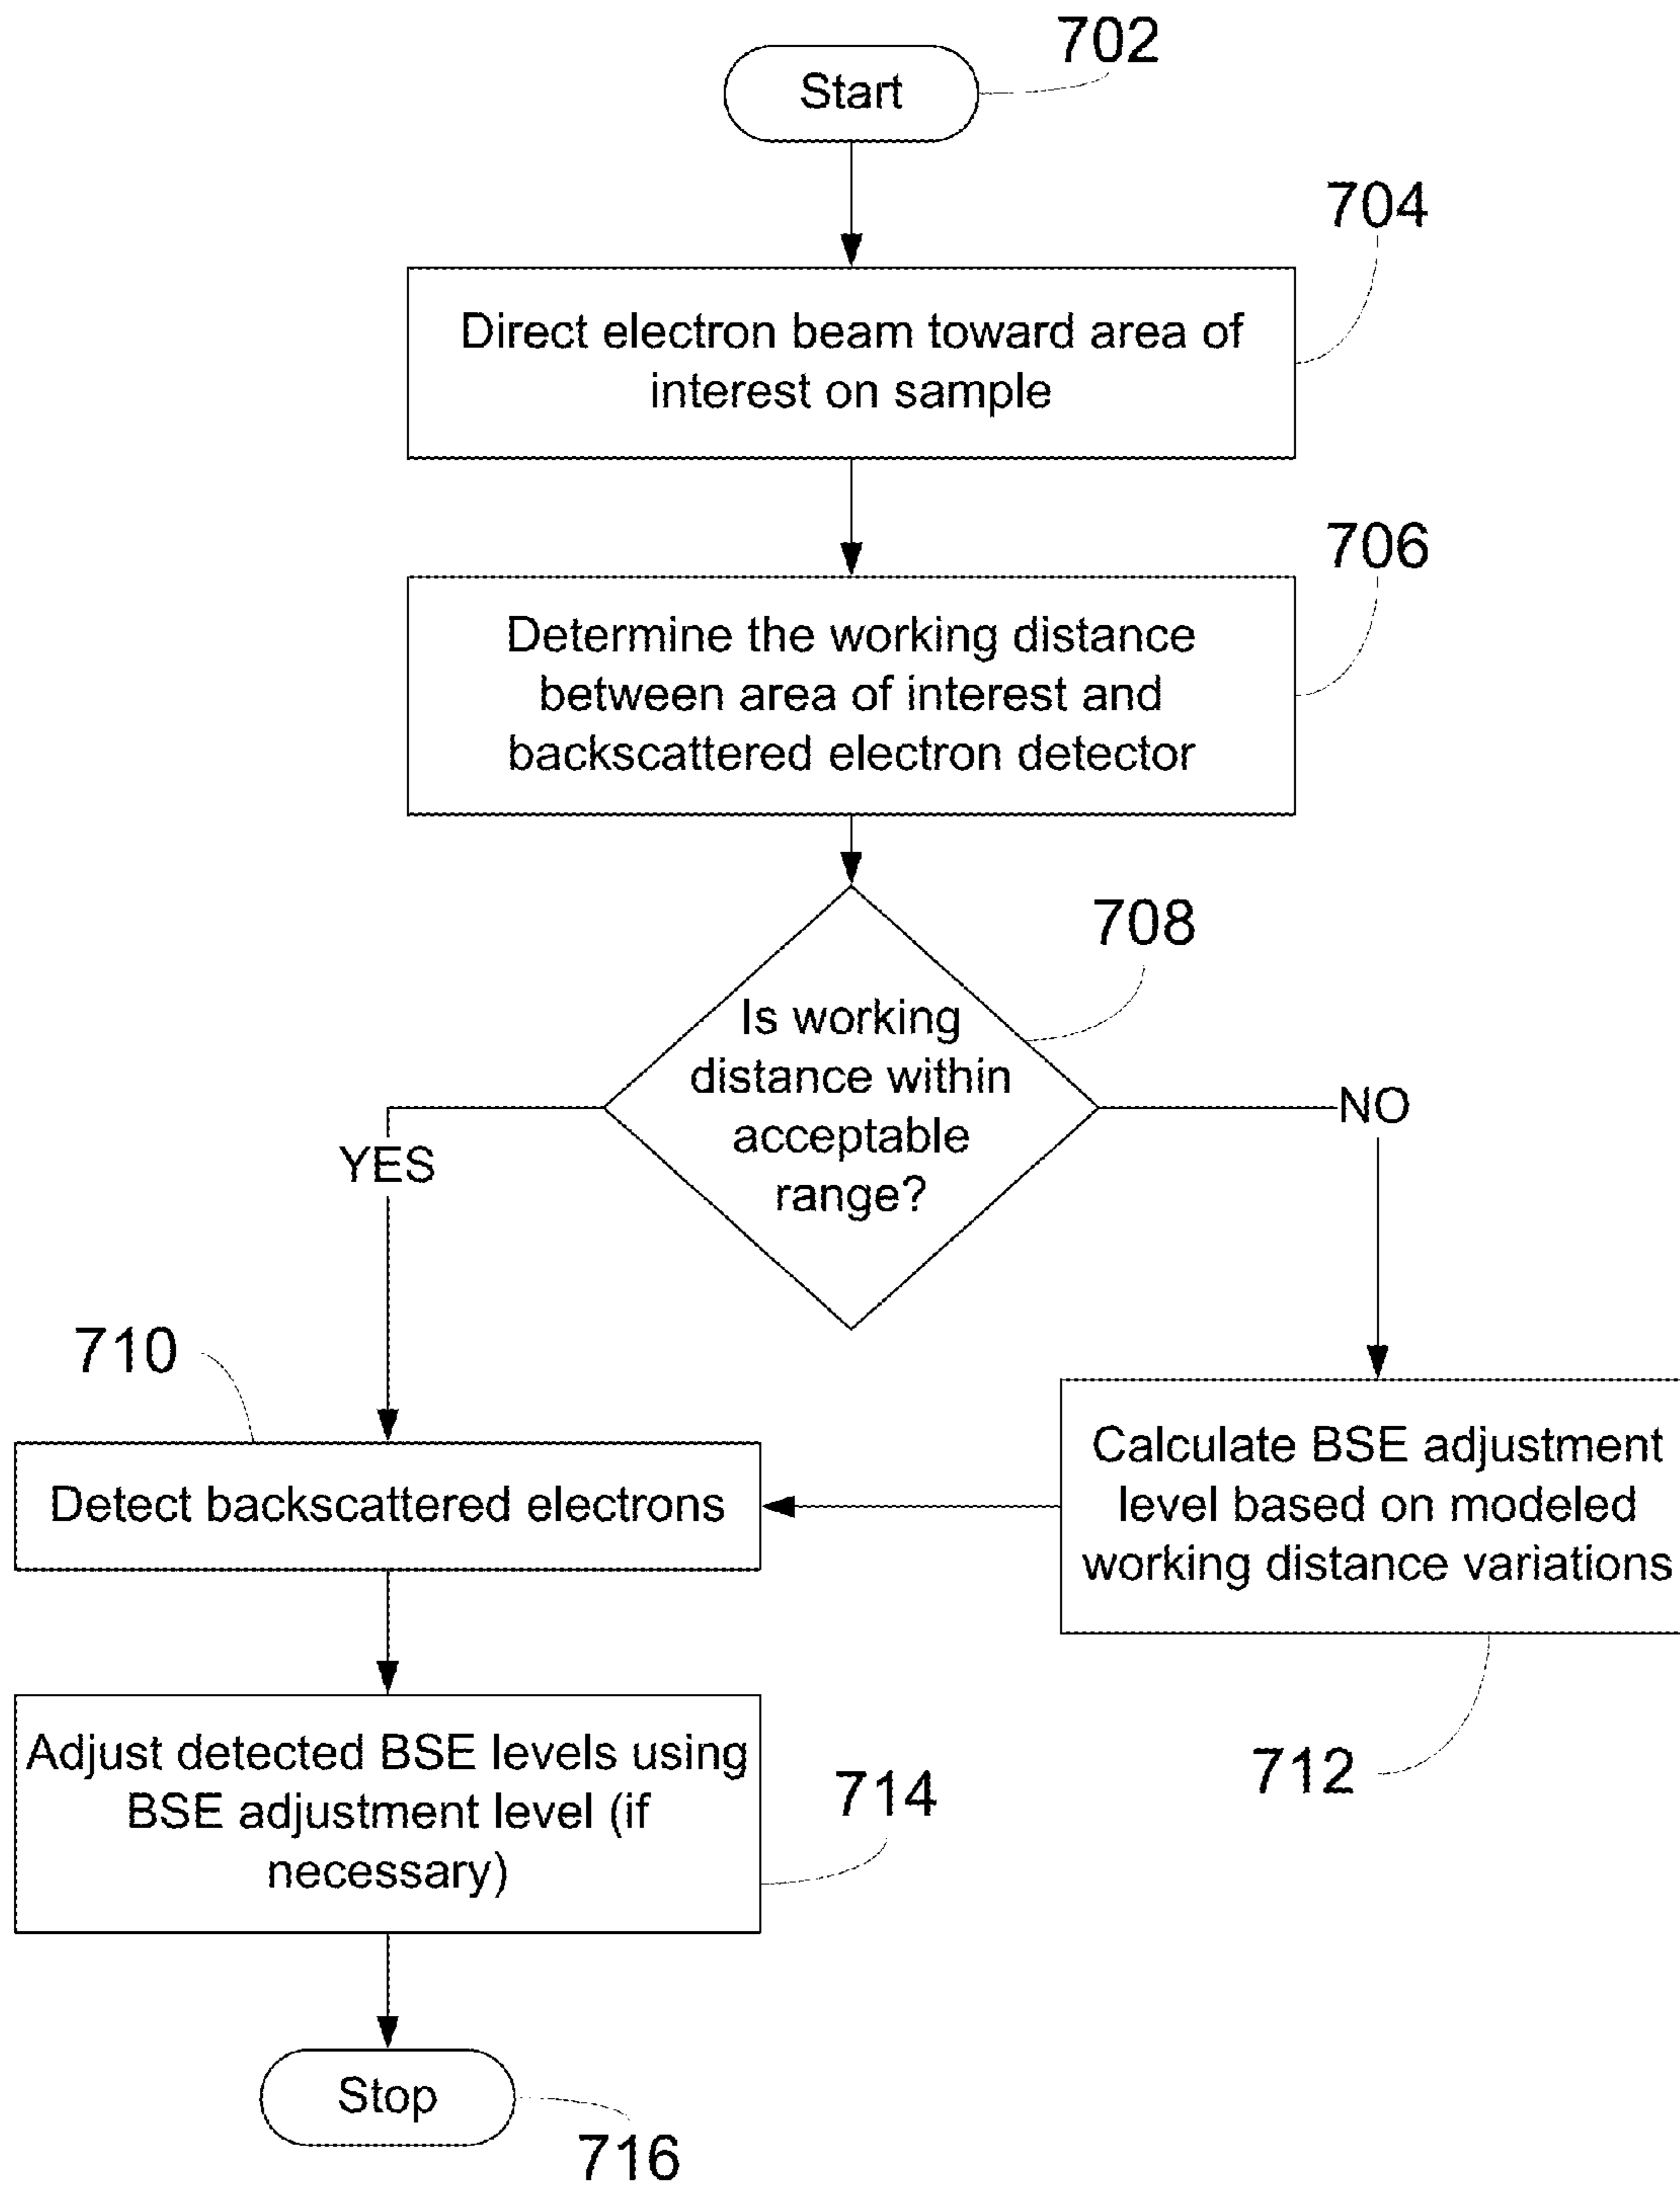 702
Start
704
Direct electron beam toward area of
interest on sample
706
Determine the working distance
between area of interest and
backscattered electron detector
708
Is working
distance within
acceptable
range?
YES
NO
710
Detect backscattered electrons
Calculate BSE adjustment
level based on modeled
working distance variations
712
Adjust detected BSE levels using
BSE adjustment level (if
necessary)
714
Stop
716